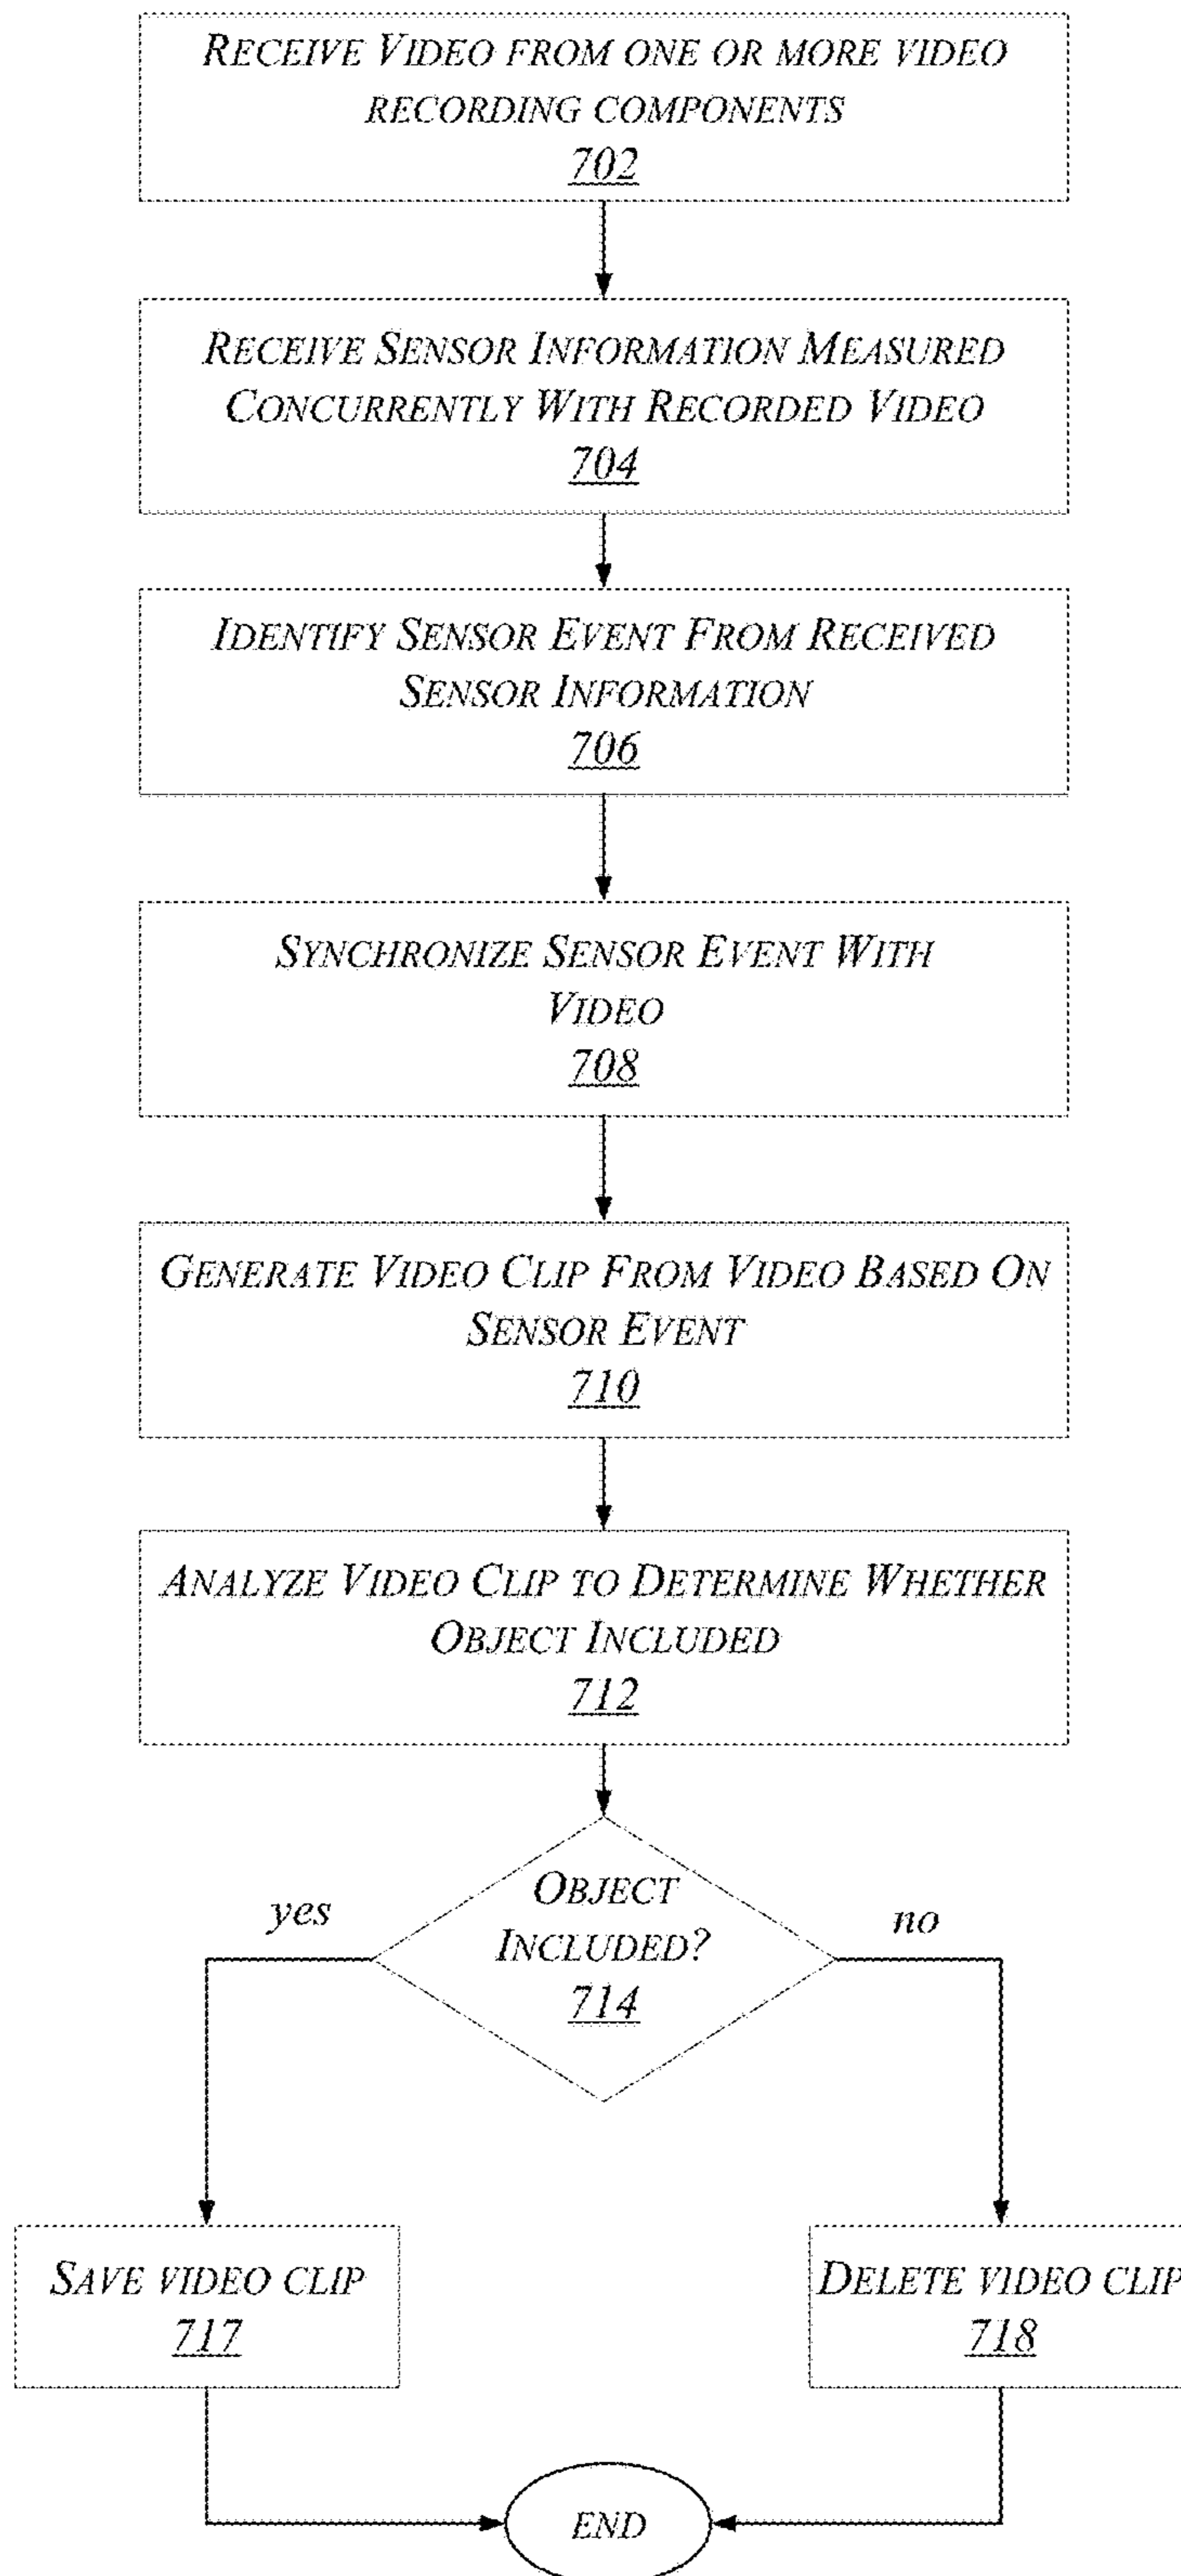 RECEIVE VIDEO FROM ONE OR MORE VIDEO
RECORDING COMPONENTS
702
RECEIVE SENSOR INFORMATION MEASURED
CONCURRENTLY WITH RECORDED VIDEO
704
IDENTIFY SENSOR EVENT FROM RECEIVED
SENSOR INFORMATION
706
SYNCHRONIZE SENSOR EVENT WITH
VIDEO
708
GENERATE VIDEO CLIP FROM VIDEO BASED ON
SENSOR EVENT
710
ANALYZE VIDEO CLIP TO DETERMINE WHETHER
OBJECT INCLUDED
712
OBJECT
INCLUDED?
714
yes
no
SAVE VIDEO CLIP
717
DELETE VIDEO CLIP
718
END